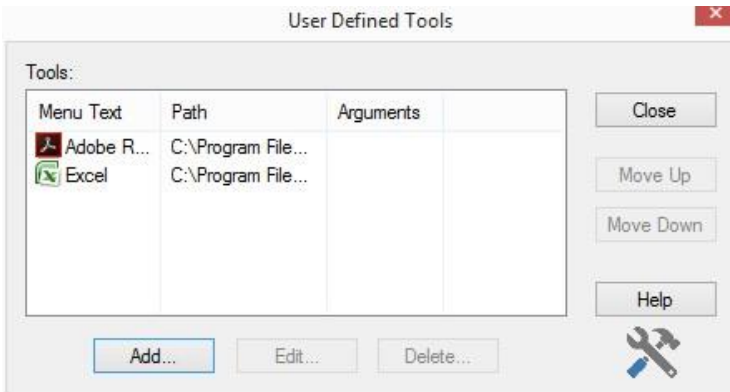 User Defined Tools
Tools:
Menu Text Path Arguments
Adobe R... C:\Program File...
Excel C:\Program File...
Close
Move Up
Move Down
Help
Add... Edit... Delete...